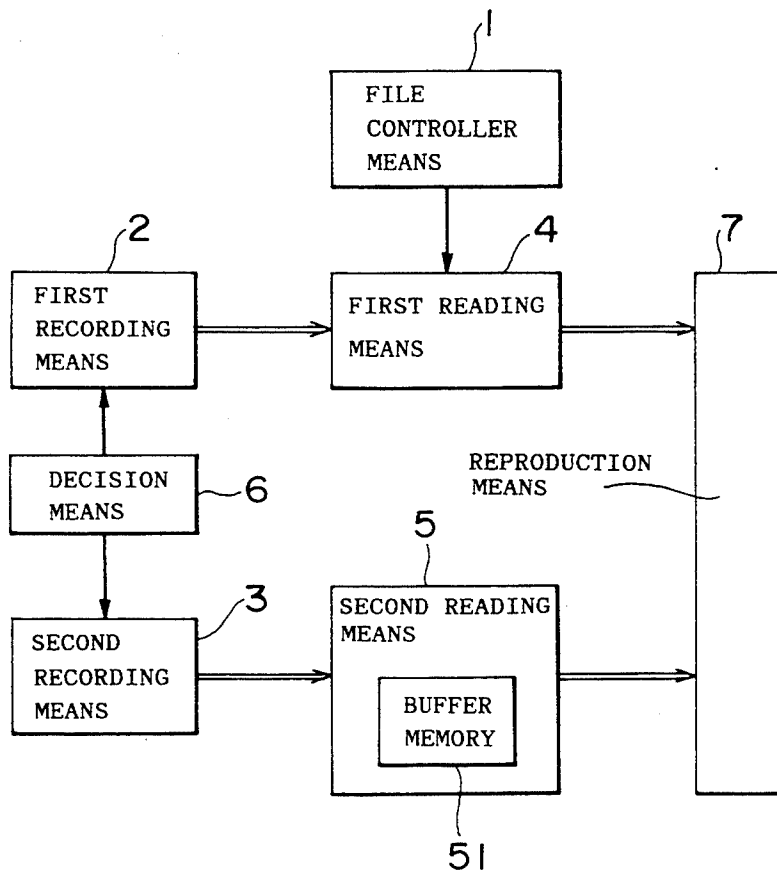 1
FILE
CONTROLLER
MEANS
2
FIRST
RECORDING
MEANS
4
FIRST READING
MEANS
7
DECISION
MEANS
6
REPRODUCTION
MEANS
3
SECOND
RECORDING
MEANS
5
SECOND READING
MEANS
BUFFER
MEMORY
51